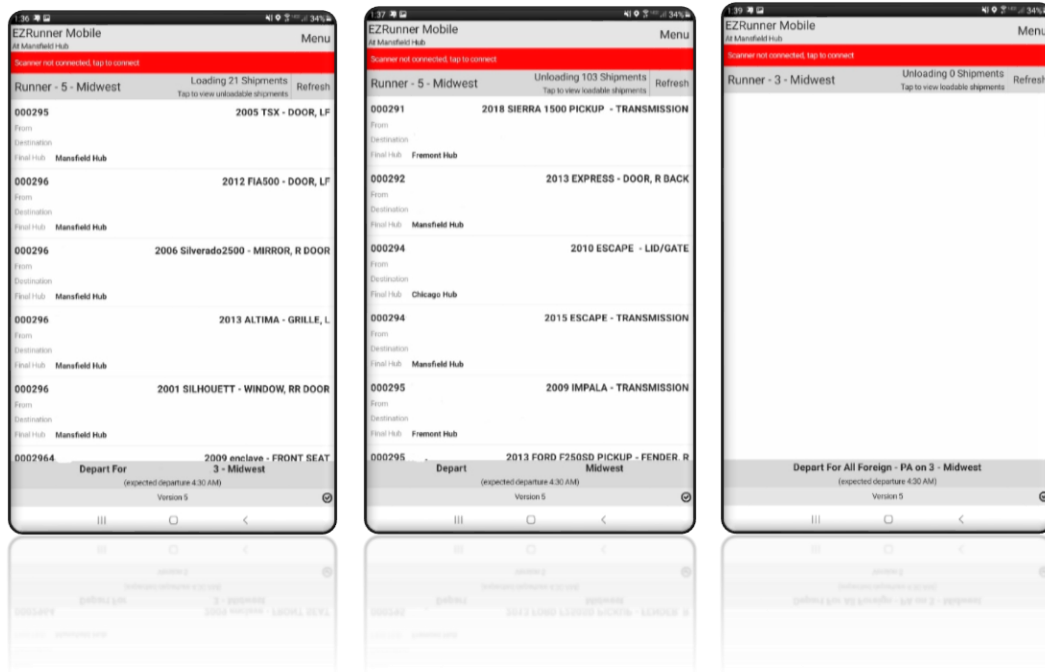 1:36
34%
EZRunner Mobile
At Mansfield Hub
Menu
Scanner not connected, tap to connect
Runner - 5 - Midwest
Loading 21 Shipments
Tap to view unloadable shipments
Refresh
000295 2005 TSX - DOOR, LF
From
Destination
Final Hub Mansfield Hub
000296 2012 FIA500 - DOOR, LF
From
Destination
Final Hub Mansfield Hub
000296 2006 Silverado2500 - MIRROR, R DOOR
From
Destination
Final Hub Mansfield Hub
000296 2013 ALTIMA - GRILLE, L
From
Destination
Final Hub Mansfield Hub
000296 2001 SILHOUETT - WINDOW, RR DOOR
From
Destination
Final Hub Mansfield Hub
0002964 2009 enclave - FRONT SEAT
Depart For 3 - Midwest
(expected departure 4:30 AM)
Version 5
1:37
34%
EZRunner Mobile
At Mansfield Hub
Menu
Scanner not connected, tap to connect
Runner - 5 - Midwest
Unloading 103 Shipments
Tap to view loadable shipments
Refresh
000291 2018 SIERRA 1500 PICKUP - TRANSMISSION
From
Destination
Final Hub Fremont Hub
000292 2013 EXPRESS - DOOR, R BACK
From
Destination
Final Hub Mansfield Hub
000294 2010 ESCAPE - LID/GATE
From
Destination
Final Hub Chicago Hub
000294 2015 ESCAPE - TRANSMISSION
From
Destination
Final Hub Mansfield Hub
000295 2009 IMPALA - TRANSMISSION
From
Destination
Final Hub Fremont Hub
000295 2013 FORD F250SD PICKUP - FENDER, R
Depart Midwest
(expected departure 4:30 AM)
Version 5
1:39
34%
EZRunner Mobile
At Mansfield Hub
Menu
Scanner not connected, tap to connect
Runner - 3 - Midwest
Unloading 0 Shipments
Tap to view loadable shipments
Refresh
Depart For All Foreign - PA on 3 - Midwest
(expected departure 4:30 AM)
Version 5